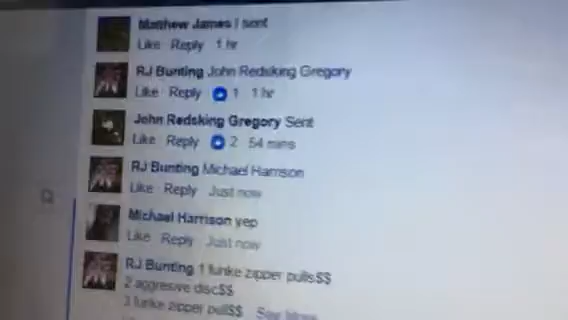 Matthew James I sent
Like Reply 1 hr
RJ Bunting John Redsking Gregory
Like Reply 1 1 hr
John Redsking Gregory Sent
Like Reply 2 54 mins
RJ Bunting Michael Harrison
Like Reply Just now
Michael Harrison yep
Like Reply Just now
RJ Bunting 1 funke zipper pulls$$
2 aggresive disc$$
3 funke zipper pull$$ See More